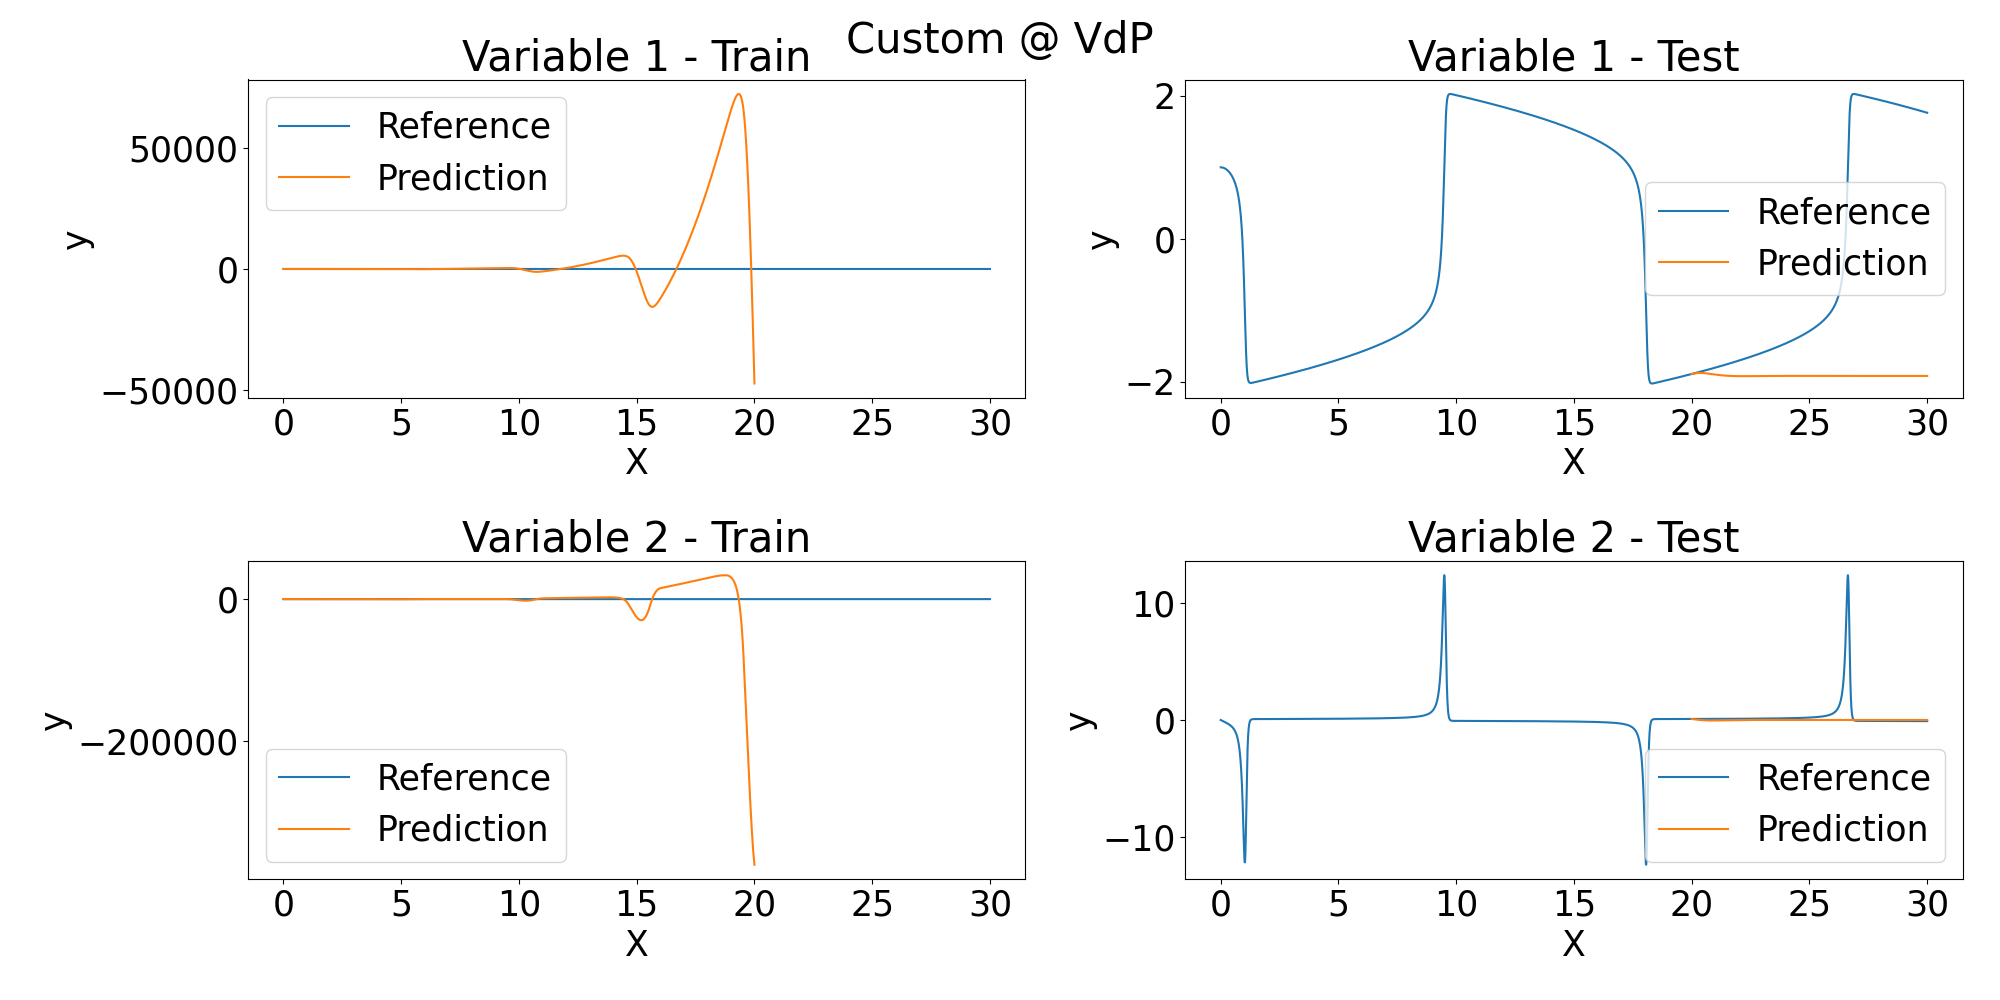 Custom @ VdP
Variable 1 - Train
y
50000
0
−50000
Reference
Prediction
0 5 10 15 20 25 30
X
Variable 1 - Test
y
2
0
−2
Reference
Prediction
0 5 10 15 20 25 30
X
Variable 2 - Train
y
0
−200000
Reference
Prediction
0 5 10 15 20 25 30
X
Variable 2 - Test
y
10
0
−10
Reference
Prediction
0 5 10 15 20 25 30
X